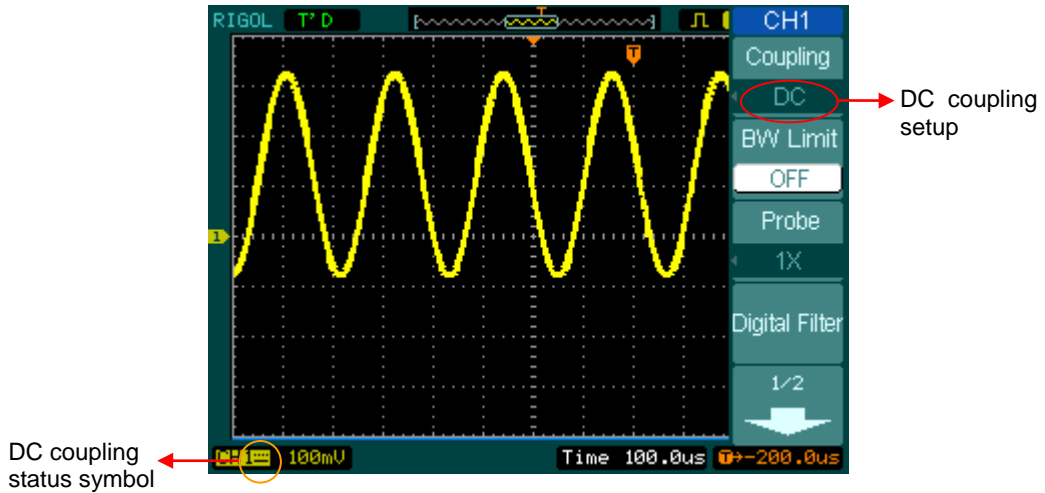 RIGOL T'D T CH1
Coupling
T
DC
DC coupling
setup
BW Limit
OFF
Probe
1
1X
Digital Filter
1/2
DC coupling
status symbol
CH1 100mV Time 100.0us T→-200.0us